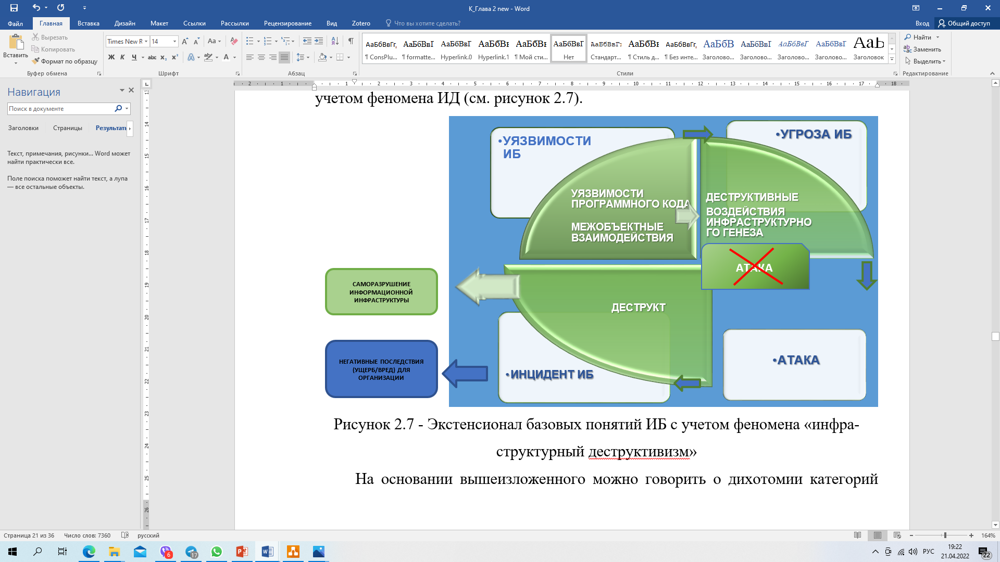 К_Глава 2 new - Word
Файл
Главная
Вставка
Дизайн
Макет
Ссылки
Рассылки
Рецензирование
Вид
Zotero
Что вы хотите сделать?
Вход
Общий доступ
Вставить
Вырезать
Копировать
Формат по образцу
Буфер обмена
Times New R
14
Шрифт
Абзац
АаБбВвГг,
¶ ConsPlu...
АаБбВвІ
¶ formatte...
АаБбВвГ
Hyperlink.0
АаБбВв
Hyperlink.1
АаБбВв
¶ Мой сти...
АаБбВвГ
Нет
АаБбВвГг
Стандарт...
АаБбВв
¶ Стиль д...
АаБбВвГг,
¶ Без инте...
АаБбВ
Заголово...
АаБбВвГ
Заголово...
АаБбВвГ
Заголово...
АаБбВвГ
Заголово...
АаЬ
Заголовок
Стили
Найти
Заменить
Выделить
Редактирование
Навигация
Поиск в документе
Заголовки
Страницы
Результать
Текст, примечания, рисунки... Word может
найти практически все.
Поле поиска поможет найти текст, а лупа
— все остальные объекты.
учетом феномена ИД (см. рисунок 2.7).
•УЯЗВИМОСТИ
ИБ
•УГРОЗА ИБ
УЯЗВИМОСТИ
ПРОГРАММНОГО КОДА
МЕЖОБЪЕКТНЫЕ
ВЗАИМОДЕЙСТВИЯ
ДЕСТРУКТИВНЫЕ
ВОЗДЕЙСТВИЯ
ИНФРАСТРУКТУРНО
ГО ГЕНЕЗА
АТАКА
САМОРАЗРУШЕНИЕ
ИНФОРМАЦИОННОЙ
ИНФРАСТРУКТУРЫ
ДЕСТРУКТ
НЕГАТИВНЫЕ ПОСЛЕДСТВИЯ
(УЩЕРБ/ВРЕД) ДЛЯ
ОРГАНИЗАЦИИ
•ИНЦИДЕНТ ИБ
•АТАКА
Рисунок 2.7 - Экстенсионал базовых понятий ИБ с учетом феномена «инфра-
структурный деструктивизм»
На основании вышеизложенного можно говорить о дихотомии категорий
Страница 21 из 36
Число слов: 7360
русский
164%
6
17
РУС
19:22
21.04.2022
22